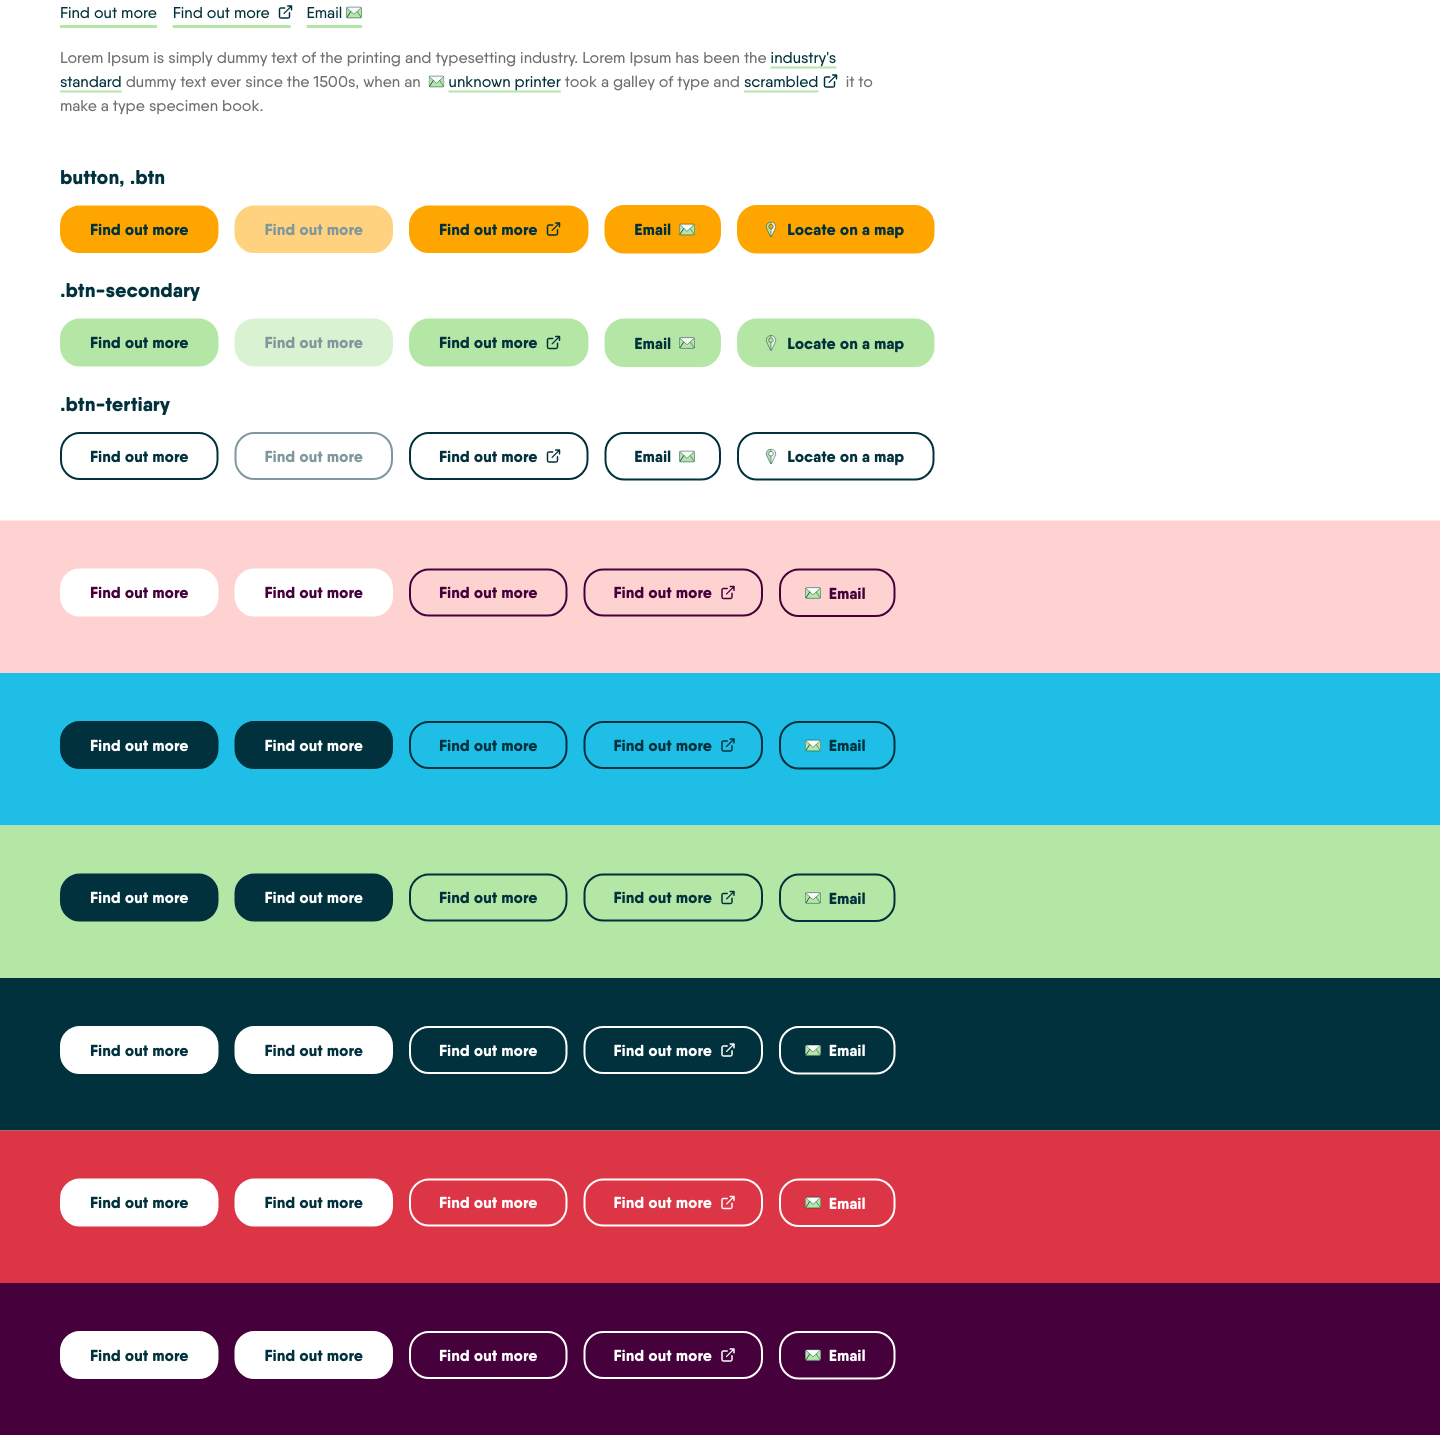 Find out more Find out more Email
Lorem Ipsum is simply dummy text of the printing and typesetting industry. Lorem Ipsum has been the industry's
standard dummy text ever since the 1500s, when an unknown printer took a galley of type and scrambled it to
make a type specimen book.
button, .btn
Find out more Find out more Find out more Email Locate on a map
.btn-secondary
Find out more Find out more Find out more Email Locate on a map
.btn-tertiary
Find out more Find out more Find out more Email Locate on a map
Find out more Find out more Find out more Find out more Email
Find out more Find out more Find out more Find out more Email
Find out more Find out more Find out more Find out more Email
Find out more Find out more Find out more Find out more Email
Find out more Find out more Find out more Find out more Email
Find out more Find out more Find out more Find out more Email